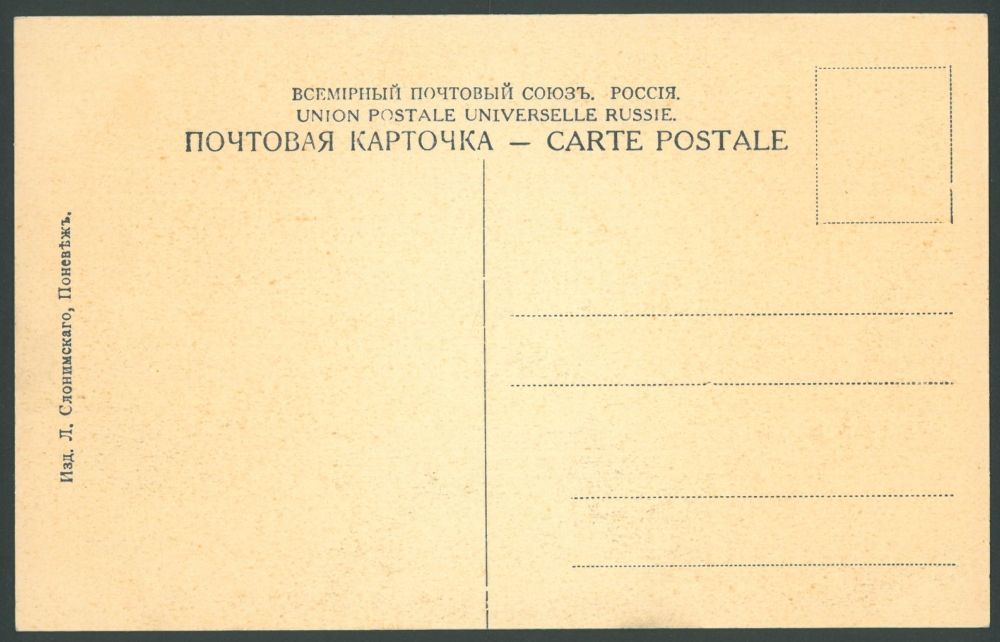 ВСЕМІРНЫЙ ПОЧТОВЫЙ СОЮЗЪ. РОССІЯ.
UNION POSTALE UNIVERSELLE RUSSIE.
ПОЧТОВАЯ КАРТОЧКА — CARTE POSTALE
Изд. Л. Слонимскаго, Поневѣжъ.